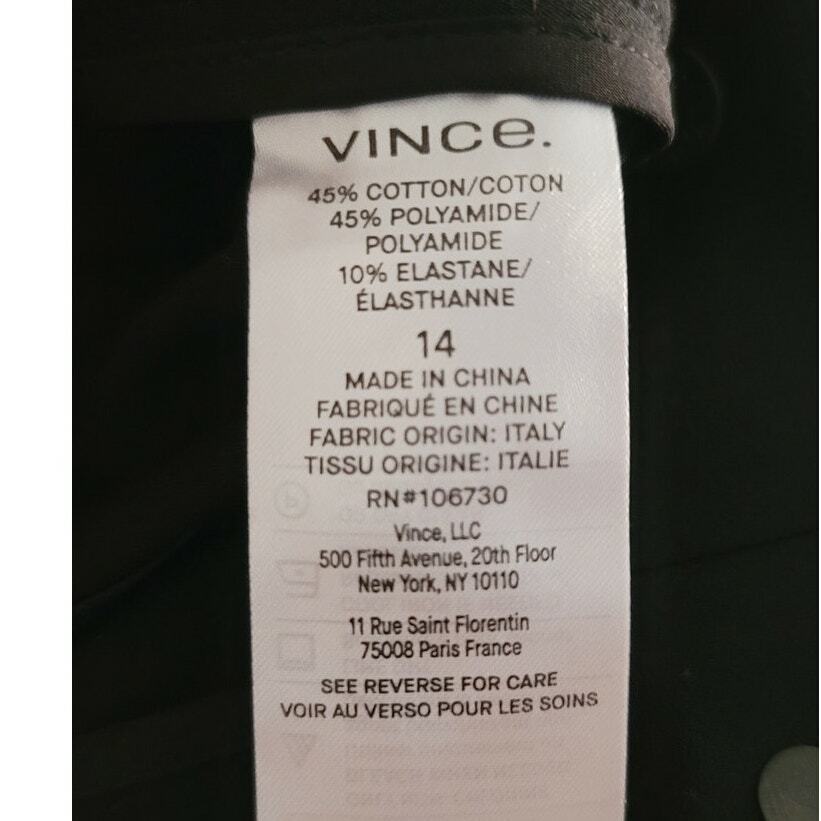 VINCe.
45% COTTON/COTON
45% POLYAMIDE/
POLYAMIDE
10% ELASTANE/
ÉLASTHANNE
14
MADE IN CHINA
FABRIQUÉ EN CHINE
FABRIC ORIGIN: ITALY
TISSU ORIGINE: ITALIE
RN#106730
Vince, LLC
500 Fifth Avenue, 20th Floor
New York, NY 10110
11 Rue Saint Florentin
75008 Paris France
SEE REVERSE FOR CARE
VOIR AU VERSO POUR LES SOINS